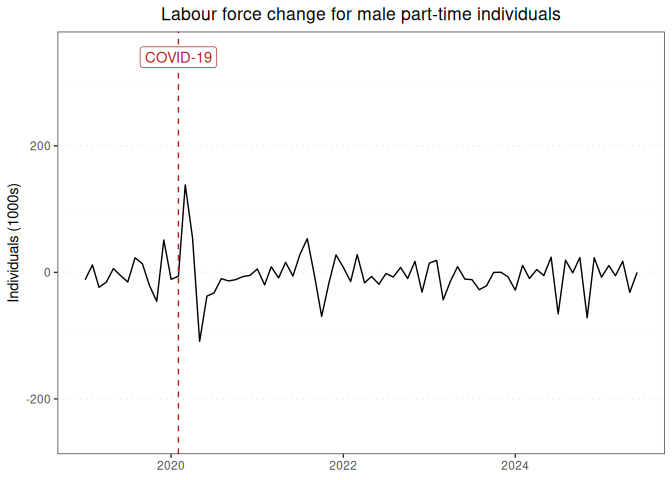 Labour force change for male part-time individuals
COVID-19
Individuals (1000s)
200
0
-200
2020
2022
2024